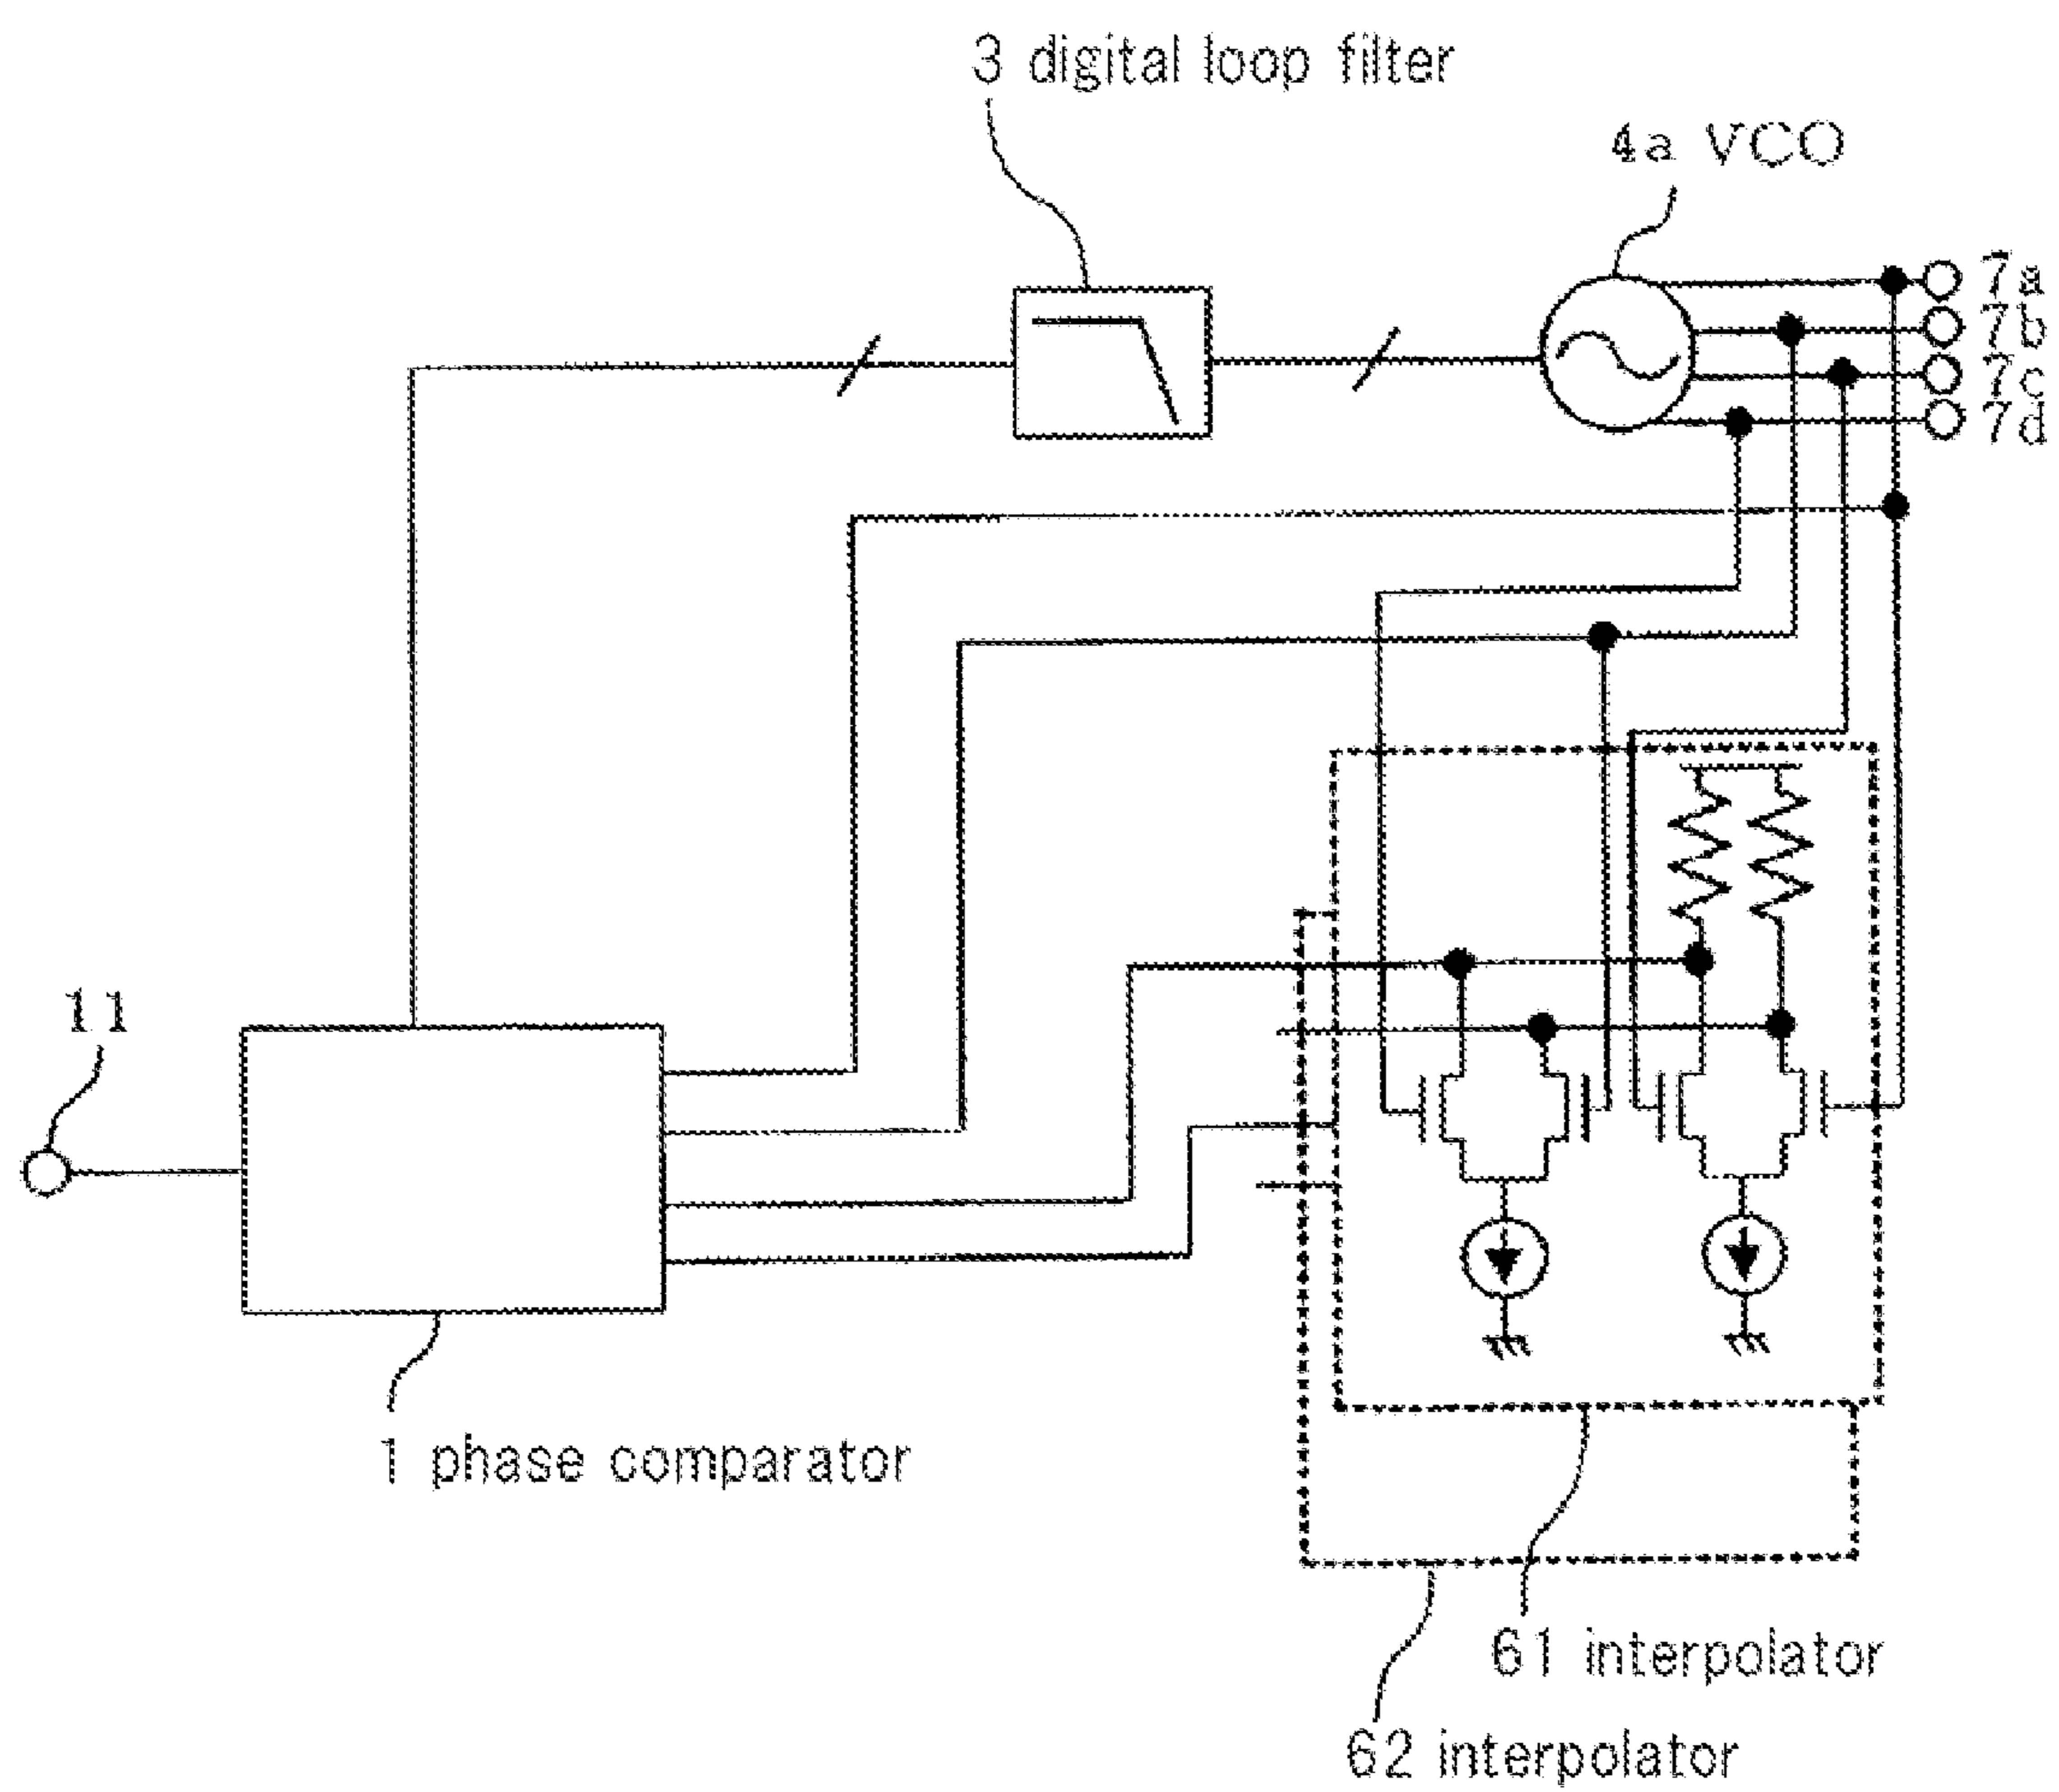 3 digital loop filter
4a VCO
7a
7b
7c
7d
11
1 phase comparator
61 interpolator
62 interpolator